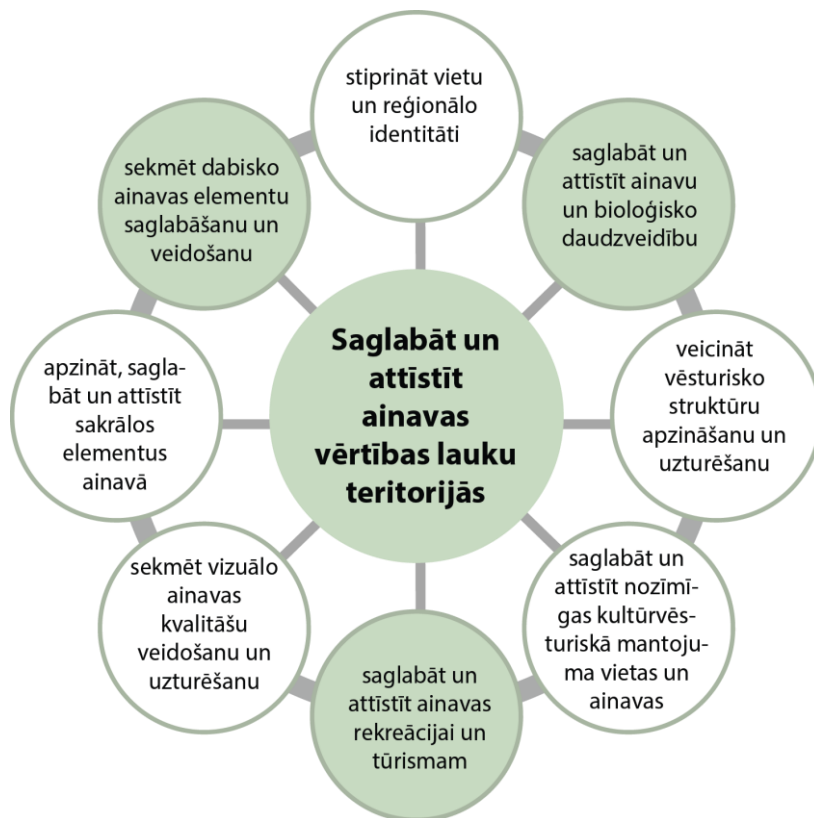 stiprināt vietu
un reģionālo
identitāti
saglabāt un
attīstīt ainavu
un bioloģisko
daudzveidību
veicināt
vēsturisko
struktūru
apzināšanu un
uzturēšanu
saglabāt un
attīstīt nozīmī-
gas kultūrvēs-
turiskā mantoju-
ma vietas un
ainavas
saglabāt un
attīstīt ainavas
rekreācijai un
tūrismam
sekmēt vizuālo
ainavas
kvalitāšu
veidošanu un
uzturēšanu
apzināt, sagla-
bāt un attīstīt
sakrālos
elementus
ainavā
sekmēt dabisko
ainavas elementu
saglabāšanu un
veidošanu
Saglabāt un
attīstīt
ainavas
vērtības lauku
teritorijās